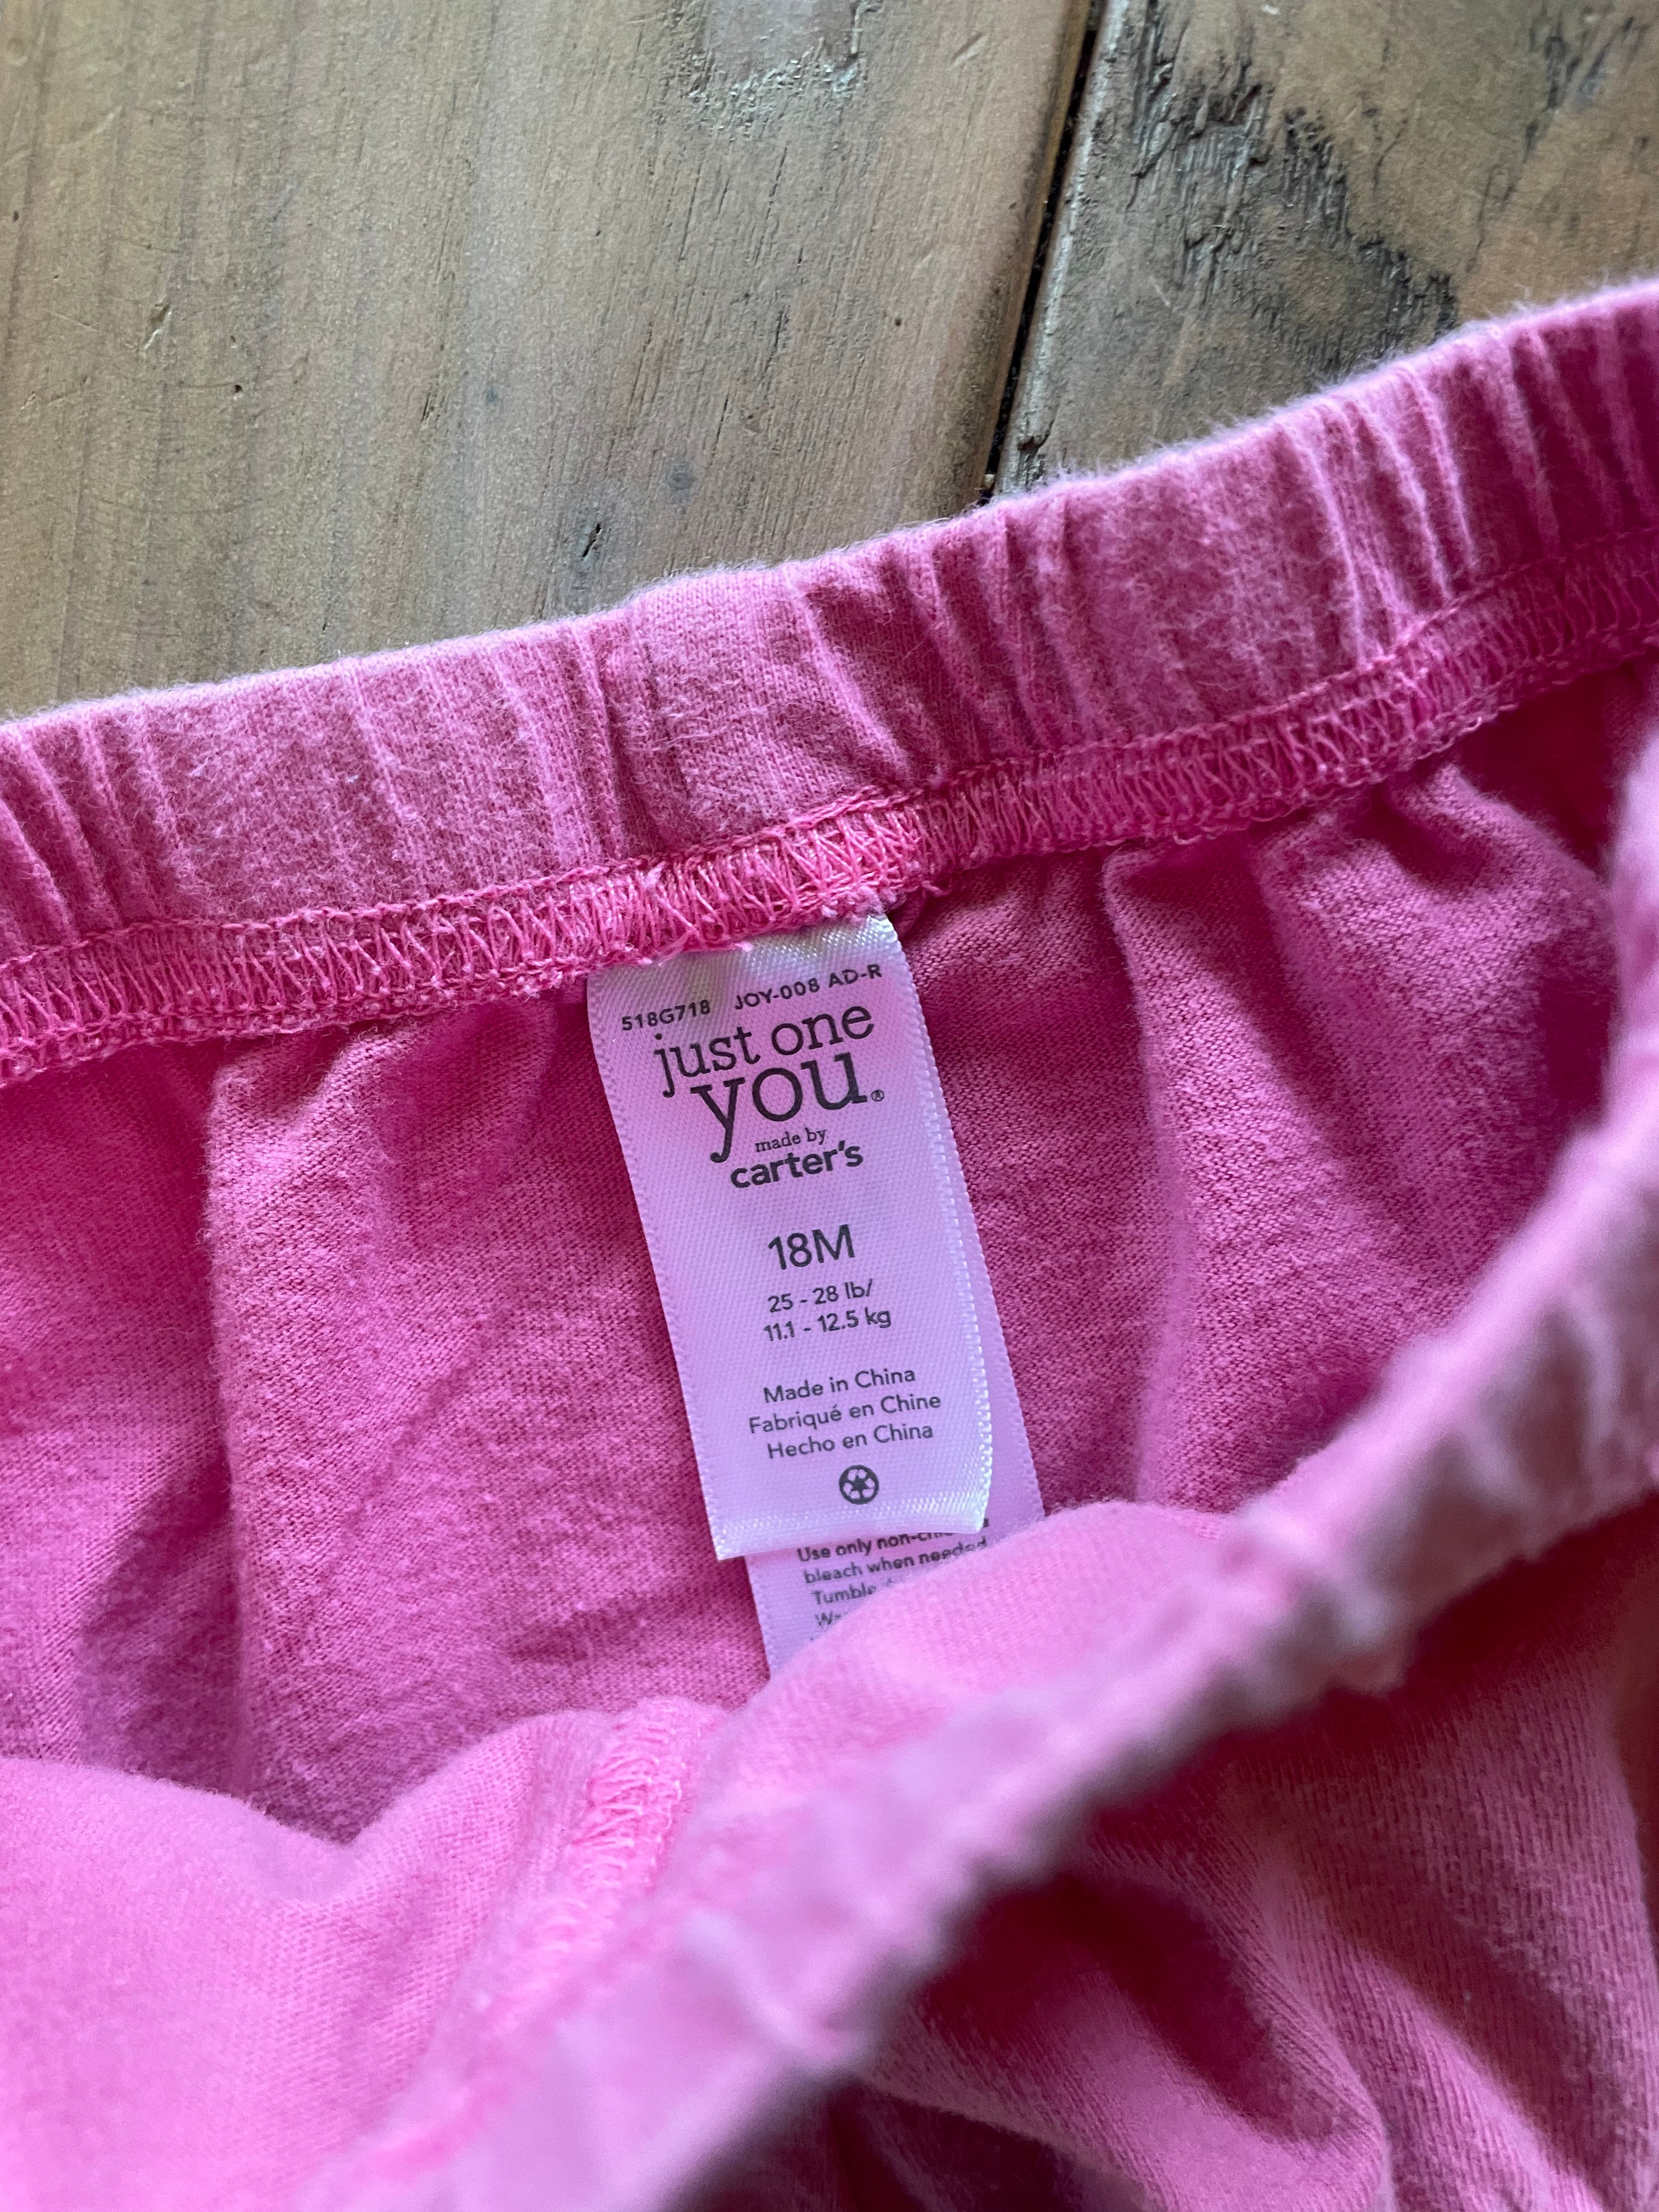 518G718 JOY-008 AD-R
just one
you.®
made by
carter's
18M
25 - 28 lb/
11.1 - 12.5 kg
Made in China
Fabriqué en Chine
Hecho en China
Use only
bleach when needed
Tumble